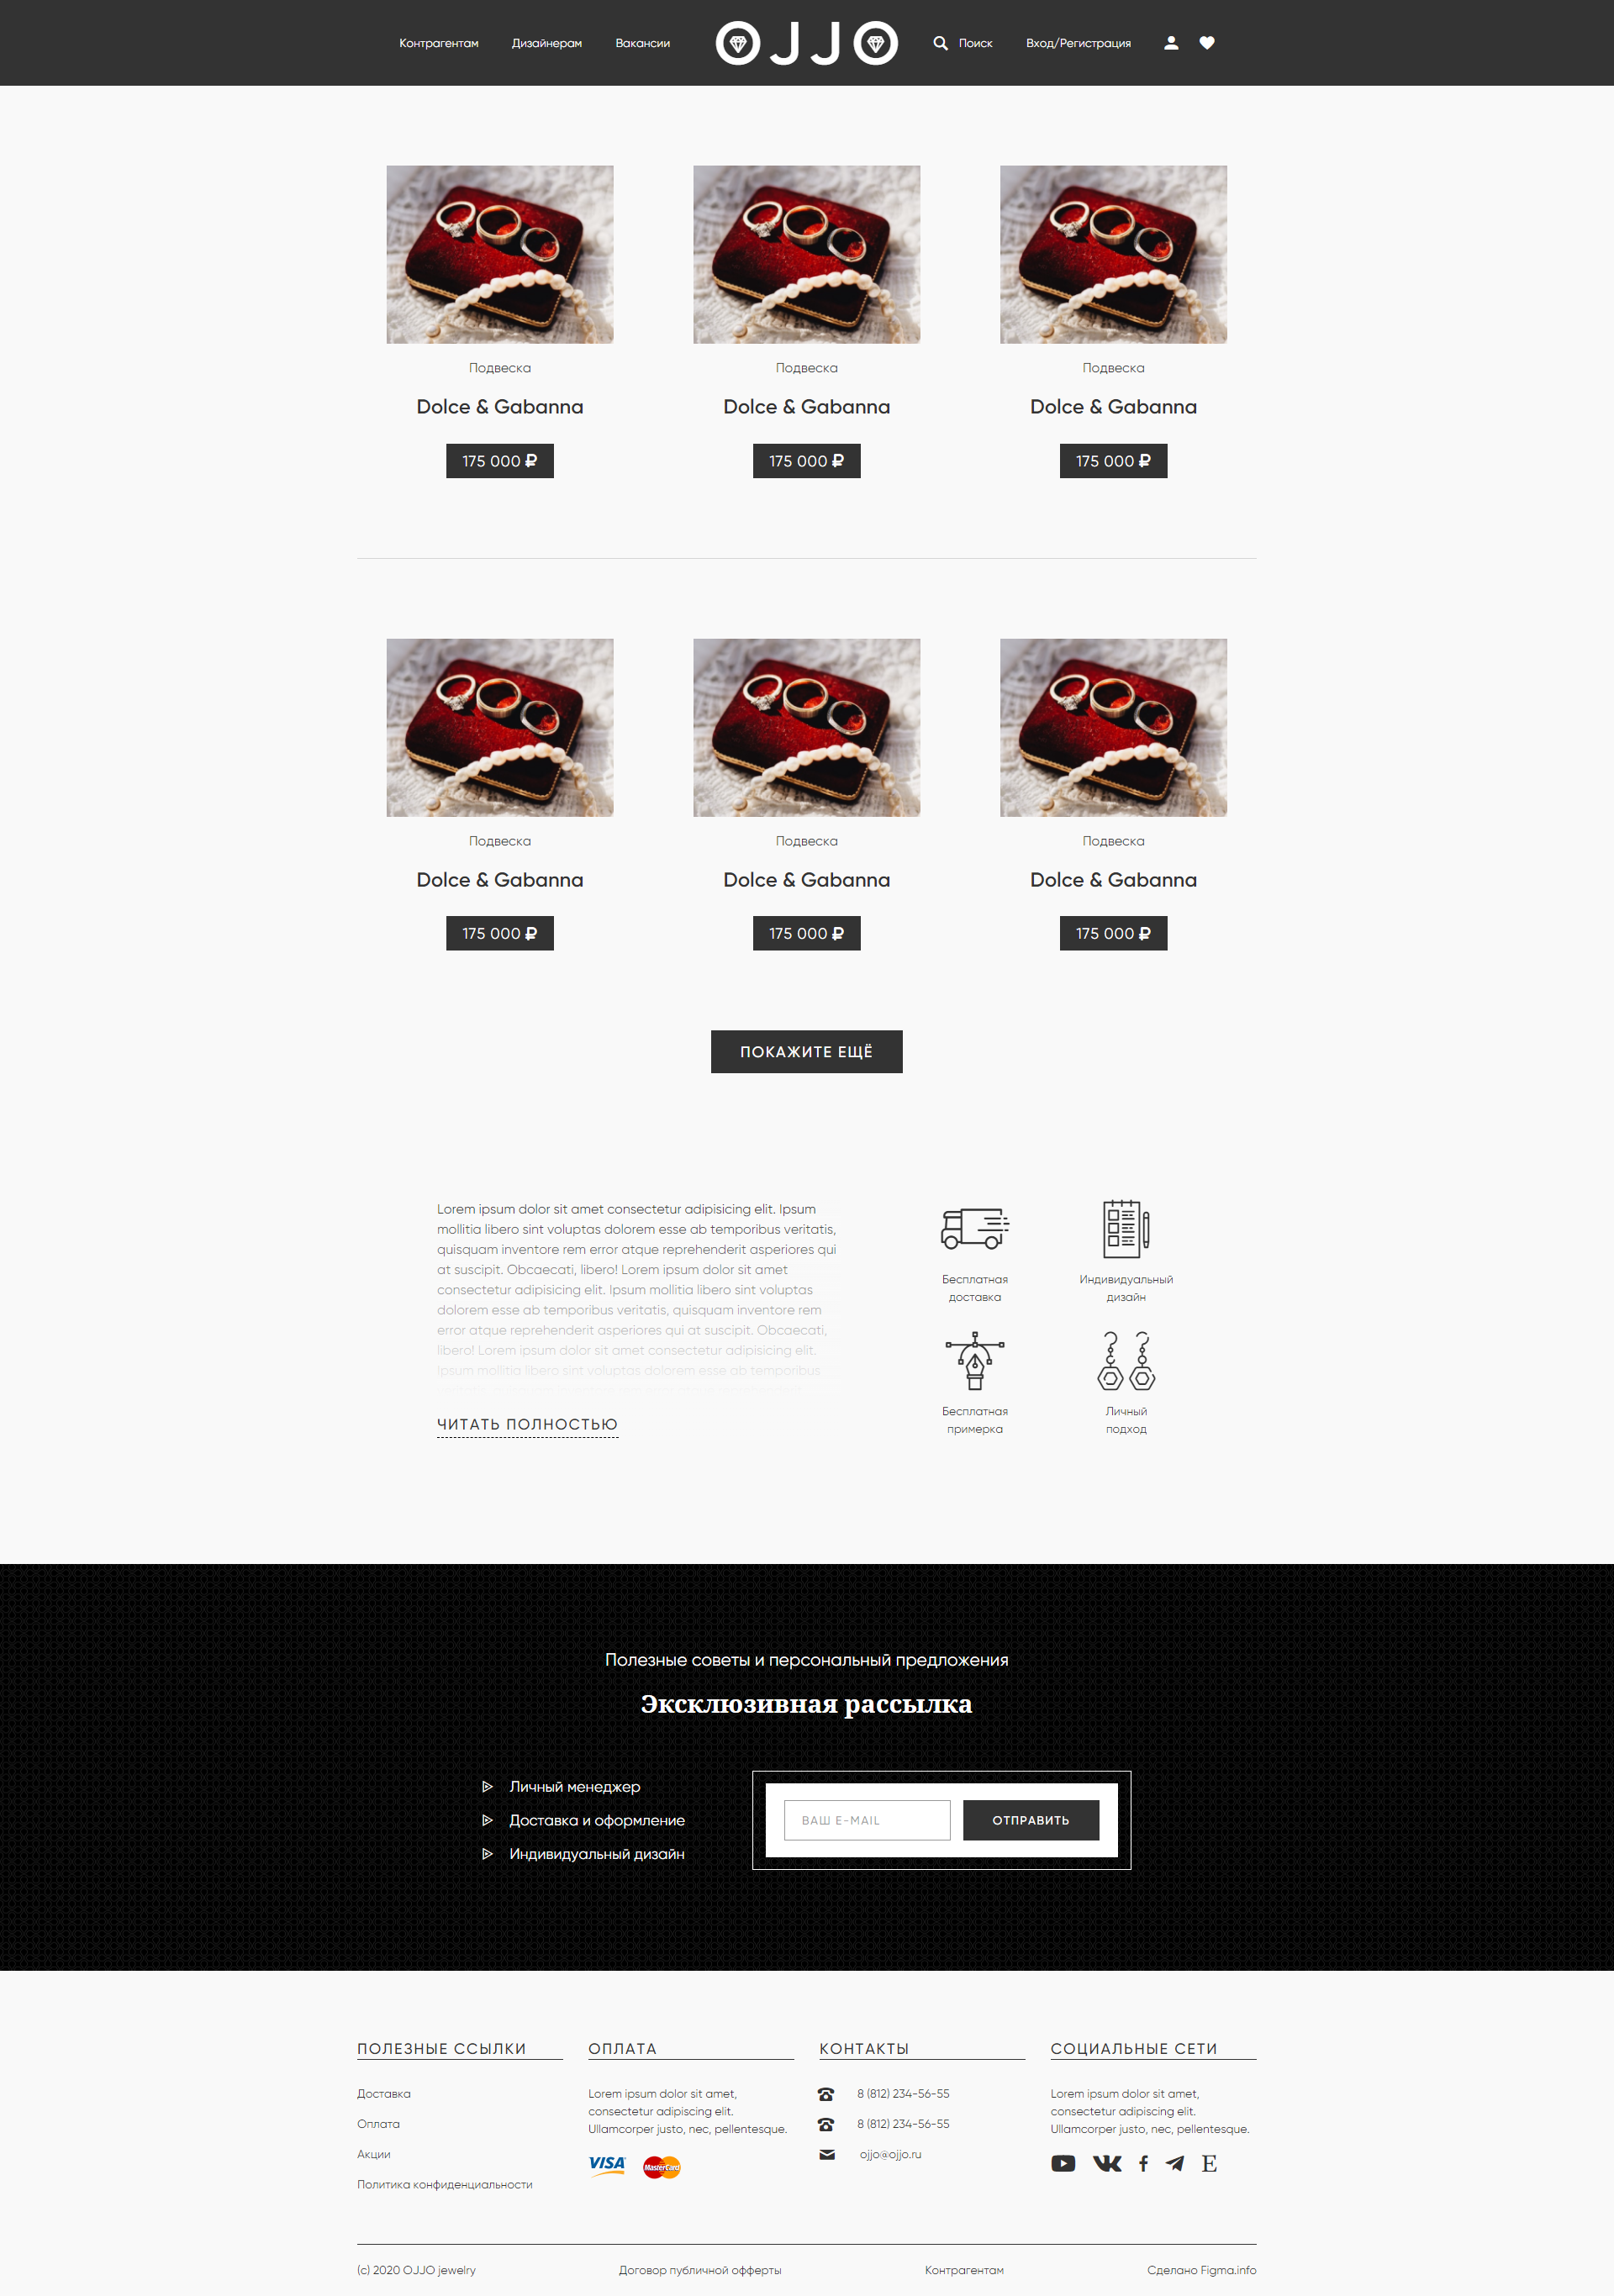 Контрагентам Дизайнерам Вакансии OJJO Поиск Вход/Регистрация
Подвеска Подвеска Подвеска
Dolce & Gabanna Dolce & Gabanna Dolce & Gabanna
175 000 ₽ 175 000 ₽ 175 000 ₽
Подвеска Подвеска Подвеска
Dolce & Gabanna Dolce & Gabanna Dolce & Gabanna
175 000 ₽ 175 000 ₽ 175 000 ₽
ПОКАЖИТЕ ЕЩЁ
Lorem ipsum dolor sit amet consectetur adipisicing elit. Ipsum
mollitia libero sint voluptas dolorem esse ab temporibus veritatis,
quisquam inventore rem error atque reprehenderit asperiores qui
at suscipit. Obcaecati, libero! Lorem ipsum dolor sit amet
consectetur adipisicing elit. Ipsum mollitia libero sint voluptas
dolorem esse ab temporibus veritatis, quisquam inventore rem
error atque reprehenderit asperiores qui at suscipit. Obcaecati,
libero! Lorem ipsum dolor sit amet consectetur adipisicing elit.
Ipsum mollitia libero sint voluptas dolorem esse ab temporibus
ЧИТАТЬ ПОЛНОСТЬЮ
Бесплатная
доставка
Индивидуальный
дизайн
Бесплатная
примерка
Личный
подход
Полезные советы и персональный предложения
Эксклюзивная рассылка
Личный менеджер
Доставка и оформление
Индивидуальный дизайн
ВАШ E-MAIL
ОТПРАВИТЬ
ПОЛЕЗНЫЕ ССЫЛКИ
Доставка
Оплата
Акции
Политика конфиденциальности
ОПЛАТА
Lorem ipsum dolor sit amet,
consectetur adipiscing elit.
Ullamcorper justo, nec, pellentesque.
VISA MasterCard
КОНТАКТЫ
8 (812) 234-56-55
8 (812) 234-56-55
ojjo@ojjo.ru
СОЦИАЛЬНЫЕ СЕТИ
Lorem ipsum dolor sit amet,
consectetur adipiscing elit.
Ullamcorper justo, nec, pellentesque.
(c) 2020 OJJO jewelry Договор публичной офферты Контрагентам Сделано Figma.info